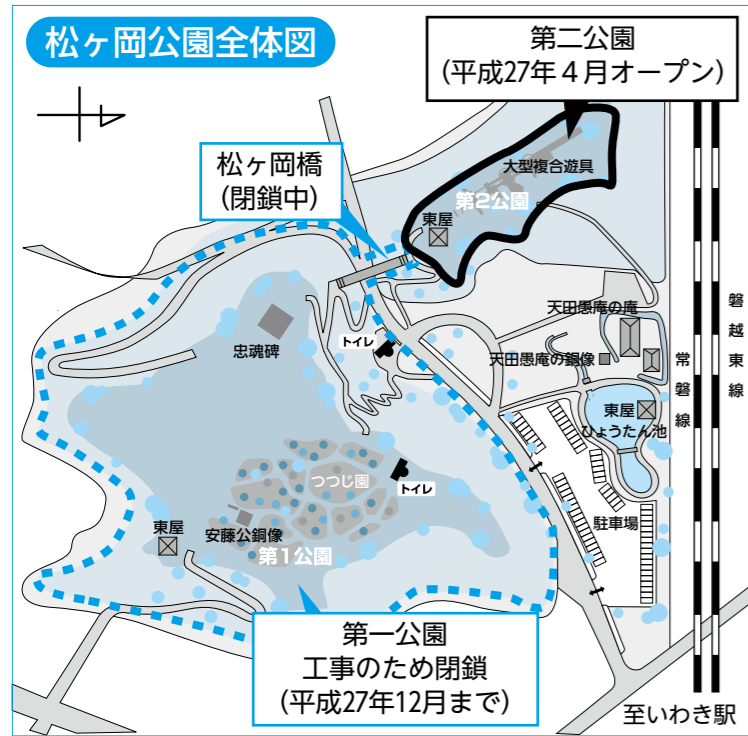 松ヶ岡公園全体図
第二公園
(平成27年4月オープン)
松ヶ岡橋
(閉鎖中)
大型複合遊具
第2公園
東屋
天田愚庵の庵
磐越東線
常磐線
忠魂碑
トイレ
天田愚庵の銅像
東屋
ひょうたん池
つつじ園
トイレ
駐車場
安藤公銅像
東屋
第1公園
第一公園
工事のため閉鎖
(平成27年12月まで)
至いわき駅